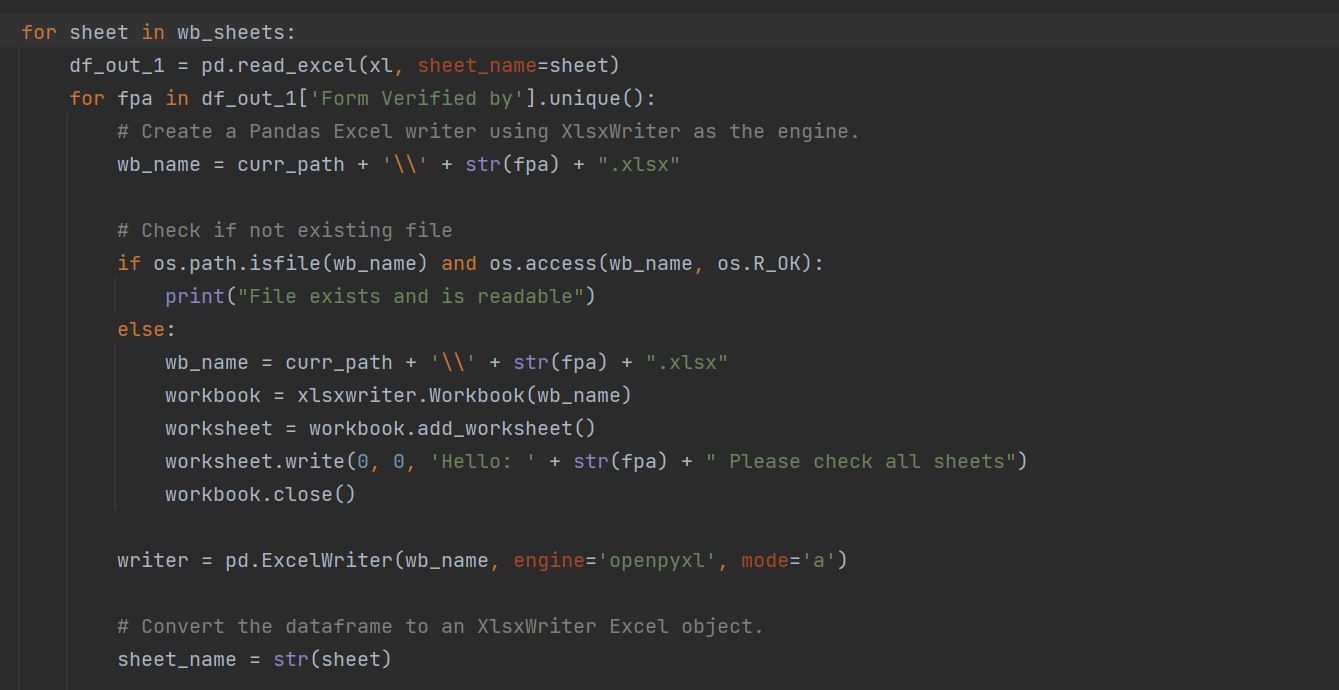 for sheet in wb_sheets:
    df_out_1 = pd.read_excel(xl, sheet_name=sheet)
    for fpa in df_out_1['Form Verified by'].unique():
        # Create a Pandas Excel writer using XlsxWriter as the engine.
        wb_name = curr_path + '\\' + str(fpa) + ".xlsx"

        # Check if not existing file
        if os.path.isfile(wb_name) and os.access(wb_name, os.R_OK):
            print("File exists and is readable")
        else:
            wb_name = curr_path + '\\' + str(fpa) + ".xlsx"
            workbook = xlsxwriter.Workbook(wb_name)
            worksheet = workbook.add_worksheet()
            worksheet.write(0, 0, 'Hello: ' + str(fpa) + " Please check all sheets")
            workbook.close()

        writer = pd.ExcelWriter(wb_name, engine='openpyxl', mode='a')

        # Convert the dataframe to an XlsxWriter Excel object.
        sheet_name = str(sheet)